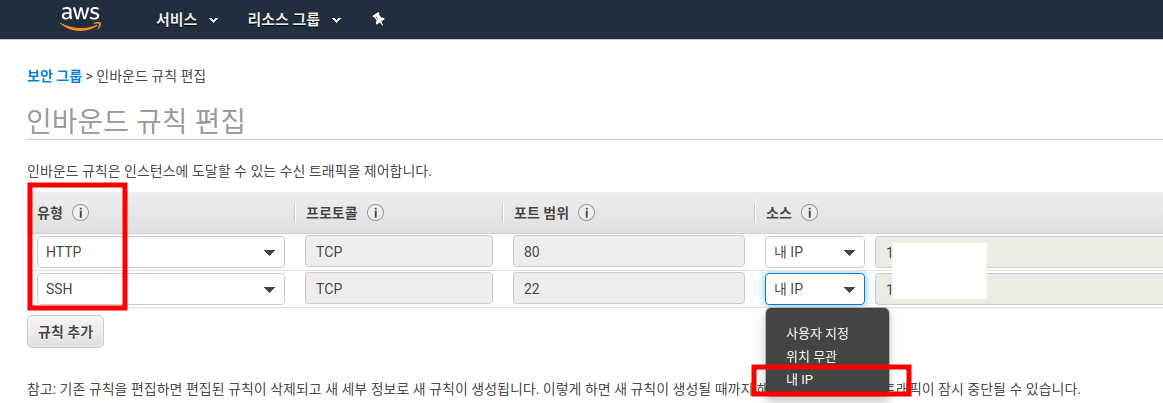 aws 서비스 리소스 그룹
보안 그룹 > 인바운드 규칙 편집
인바운드 규칙 편집
인바운드 규칙은 인스턴스에 도달할 수 있는 수신 트래픽을 제어합니다.
유형 i 프로토콜 i 포트 범위 i 소스 i
HTTP TCP 80 내 IP 1
SSH TCP 22 내 IP 1
규칙 추가
사용자 지정
위치 무관
내 IP
참고: 기존 규칙을 편집하면 편집된 규칙이 삭제되고 새 세부 정보로 새 규칙이 생성됩니다. 이렇게 하면 새 규칙이 생성될 때까지 트래픽이 잠시 중단될 수 있습니다.